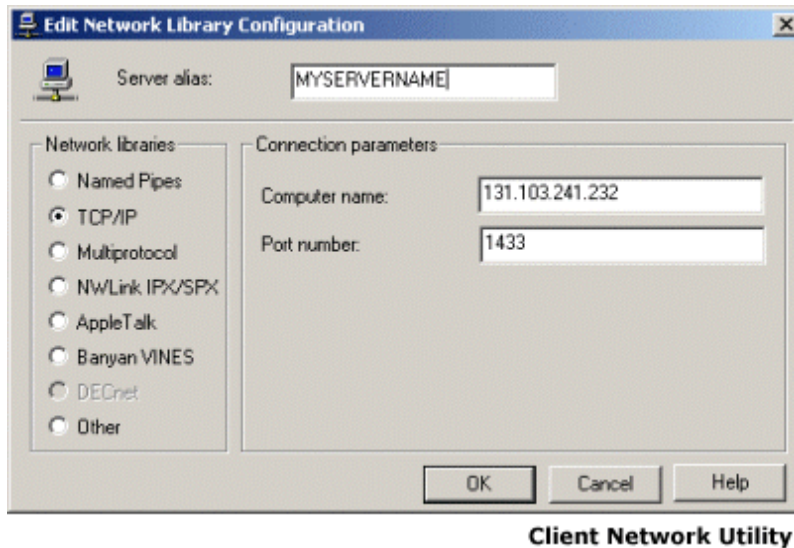 Edit Network Library Configuration
Server alias: MYSERVERNAME
Network libraries
Named Pipes
TCP/IP
Multiprotocol
NWLink IPX/SPX
AppleTalk
Banyan VINES
DECnet
Other
Connection parameters
Computer name: 131.103.241.232
Port number: 1433
OK Cancel Help
Client Network Utility